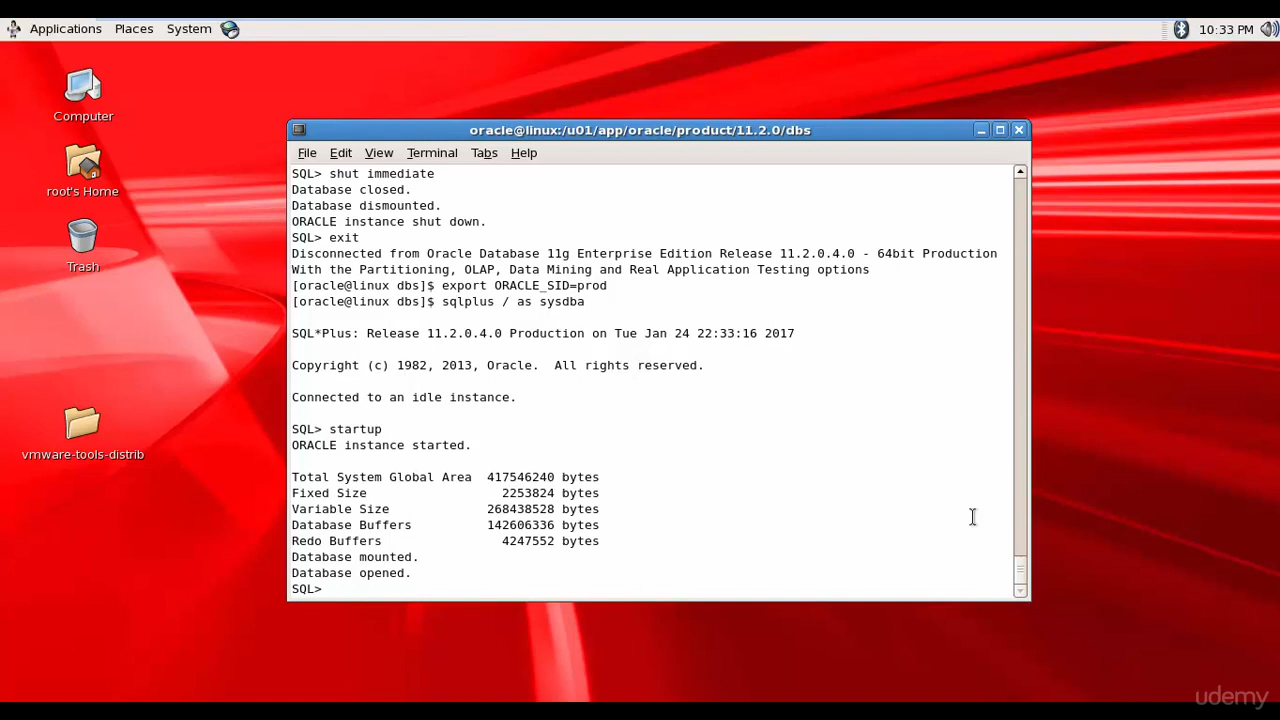 Applications Places System 10:33 PM
Computer
root's Home
Trash
vmware-tools-distrib
oracle@linux:/u01/app/oracle/product/11.2.0/dbs
File Edit View Terminal Tabs Help
SQL> shut immediate
Database closed.
Database dismounted.
ORACLE instance shut down.
SQL> exit
Disconnected from Oracle Database 11g Enterprise Edition Release 11.2.0.4.0 - 64bit Production
With the Partitioning, OLAP, Data Mining and Real Application Testing options
[oracle@linux dbs]$ export ORACLE_SID=prod
[oracle@linux dbs]$ sqlplus / as sysdba
SQL*Plus: Release 11.2.0.4.0 Production on Tue Jan 24 22:33:16 2017
Copyright (c) 1982, 2013, Oracle.  All rights reserved.
Connected to an idle instance.
SQL> startup
ORACLE instance started.
Total System Global Area  417546240 bytes
Fixed Size                  2253824 bytes
Variable Size             268438528 bytes
Database Buffers          142606336 bytes
Redo Buffers                4247552 bytes
Database mounted.
Database opened.
SQL>
udemy